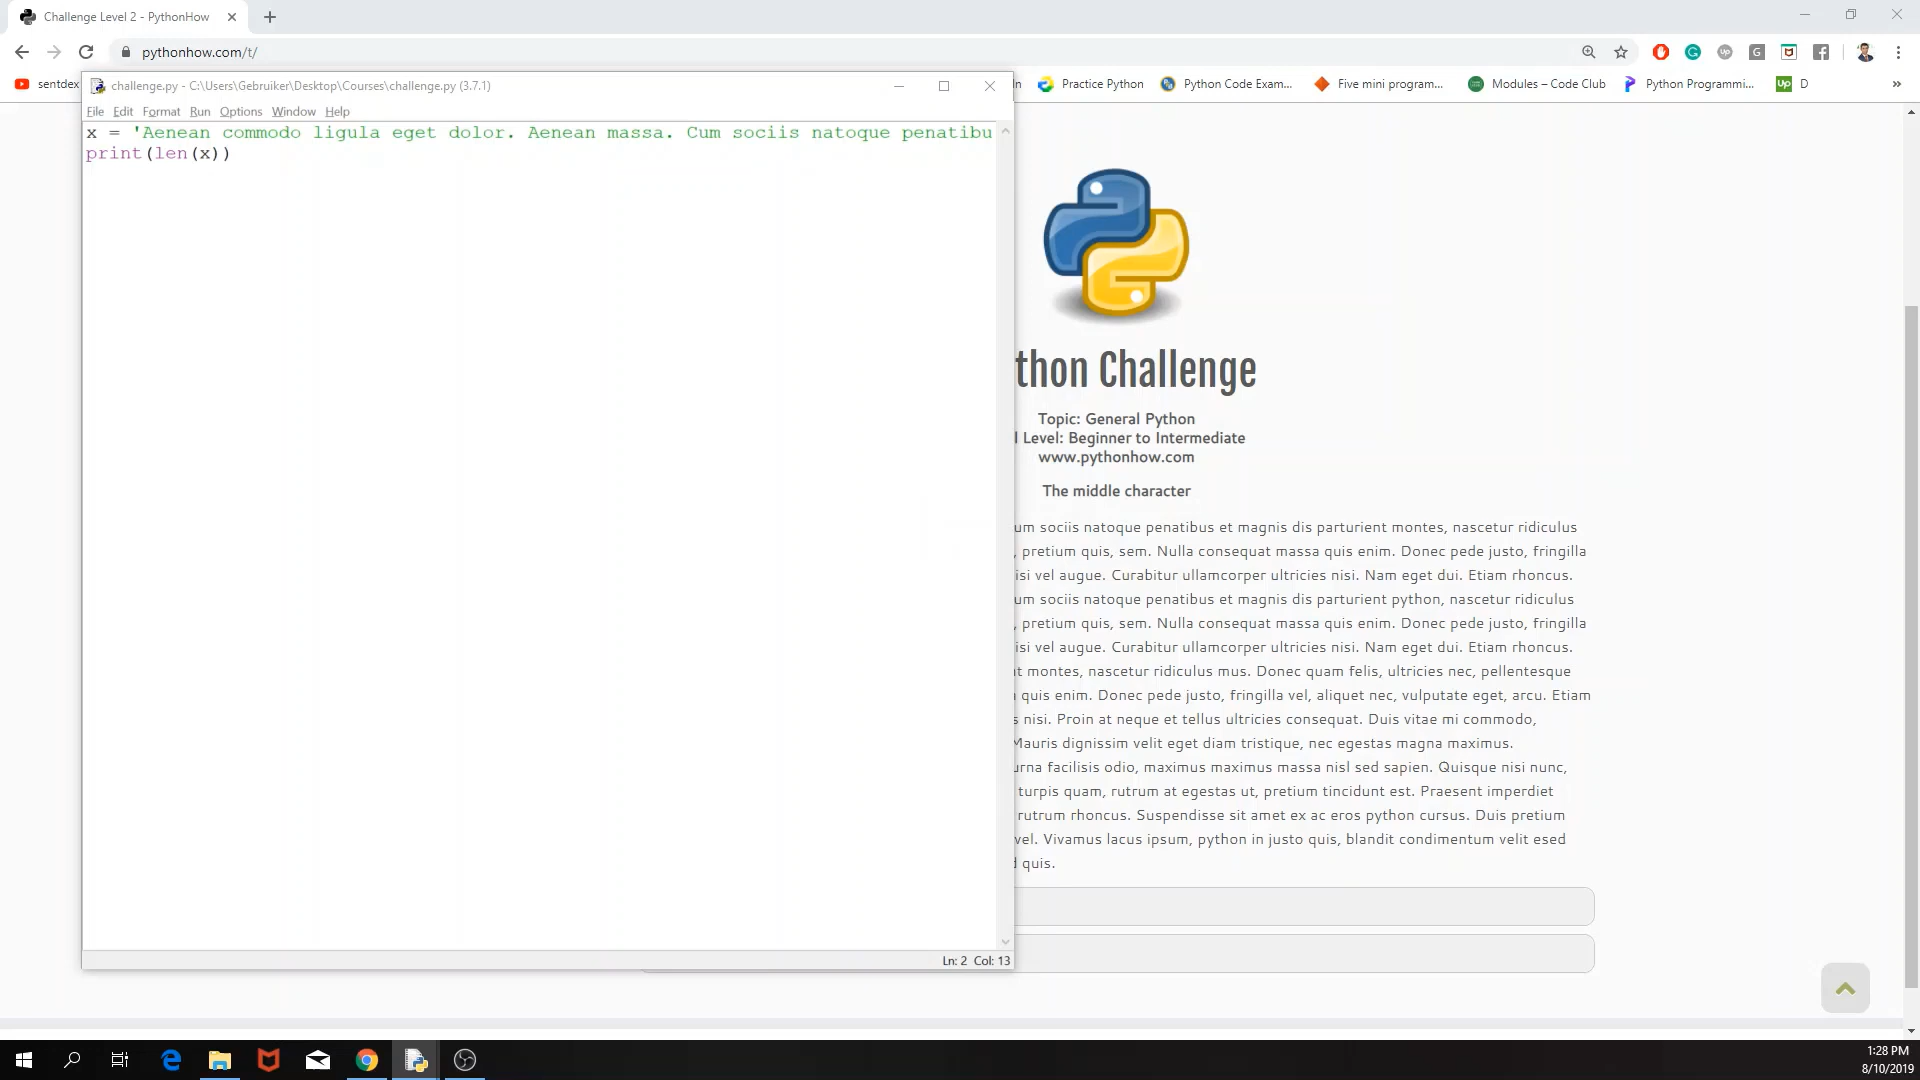 Challenge Level 2 - PythonHow
pythonhow.com/t/
sentdex
Practice Python
Python Code Exam...
Five mini program...
Modules – Code Club
Python Programmi...
Up D
challenge.py - C:\Users\Gebruiker\Desktop\Courses\challenge.py (3.7.1)
File Edit Format Run Options Window Help
x = 'Aenean commodo ligula eget dolor. Aenean massa. Cum sociis natoque penatibu
print(len(x))
Ln: 2 Col: 13
thon Challenge
Topic: General Python
l Level: Beginner to Intermediate
www.pythonhow.com
The middle character
um sociis natoque penatibus et magnis dis parturient montes, nascetur ridiculus
, pretium quis, sem. Nulla consequat massa quis enim. Donec pede justo, fringilla
isi vel augue. Curabitur ullamcorper ultricies nisi. Nam eget dui. Etiam rhoncus.
um sociis natoque penatibus et magnis dis parturient python, nascetur ridiculus
, pretium quis, sem. Nulla consequat massa quis enim. Donec pede justo, fringilla
isi vel augue. Curabitur ullamcorper ultricies nisi. Nam eget dui. Etiam rhoncus.
t montes, nascetur ridiculus mus. Donec quam felis, ultricies nec, pellentesque
quis enim. Donec pede justo, fringilla vel, aliquet nec, vulputate eget, arcu. Etiam
s nisi. Proin at neque et tellus ultricies consequat. Duis vitae mi commodo,
Mauris dignissim velit eget diam tristique, nec egestas magna maximus.
urna facilisis odio, maximus maximus massa nisl sed sapien. Quisque nisi nunc,
turpis quam, rutrum at egestas ut, pretium tincidunt est. Praesent imperdiet
rutrum rhoncus. Suspendisse sit amet ex ac eros python cursus. Duis pretium
vel. Vivamus lacus ipsum, python in justo quis, blandit condimentum velit esed
d quis.
1:28 PM
8/10/2019